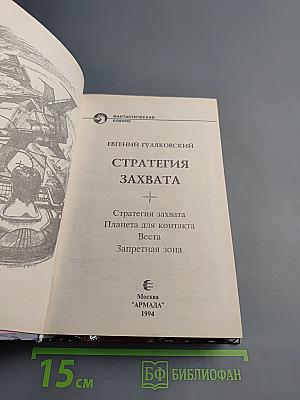 ФАНТАСТИЧЕСКИЙ
БОЕВИК
ЕВГЕНИЙ ГУЛЯКОВСКИЙ
СТРАТЕГИЯ
ЗАХВАТА
Стратегия захвата
Планета для контакта
Веста
Запретная зона
Москва
"АРМАДА"
1994
15 СМ
БФ БИБЛИОФАН